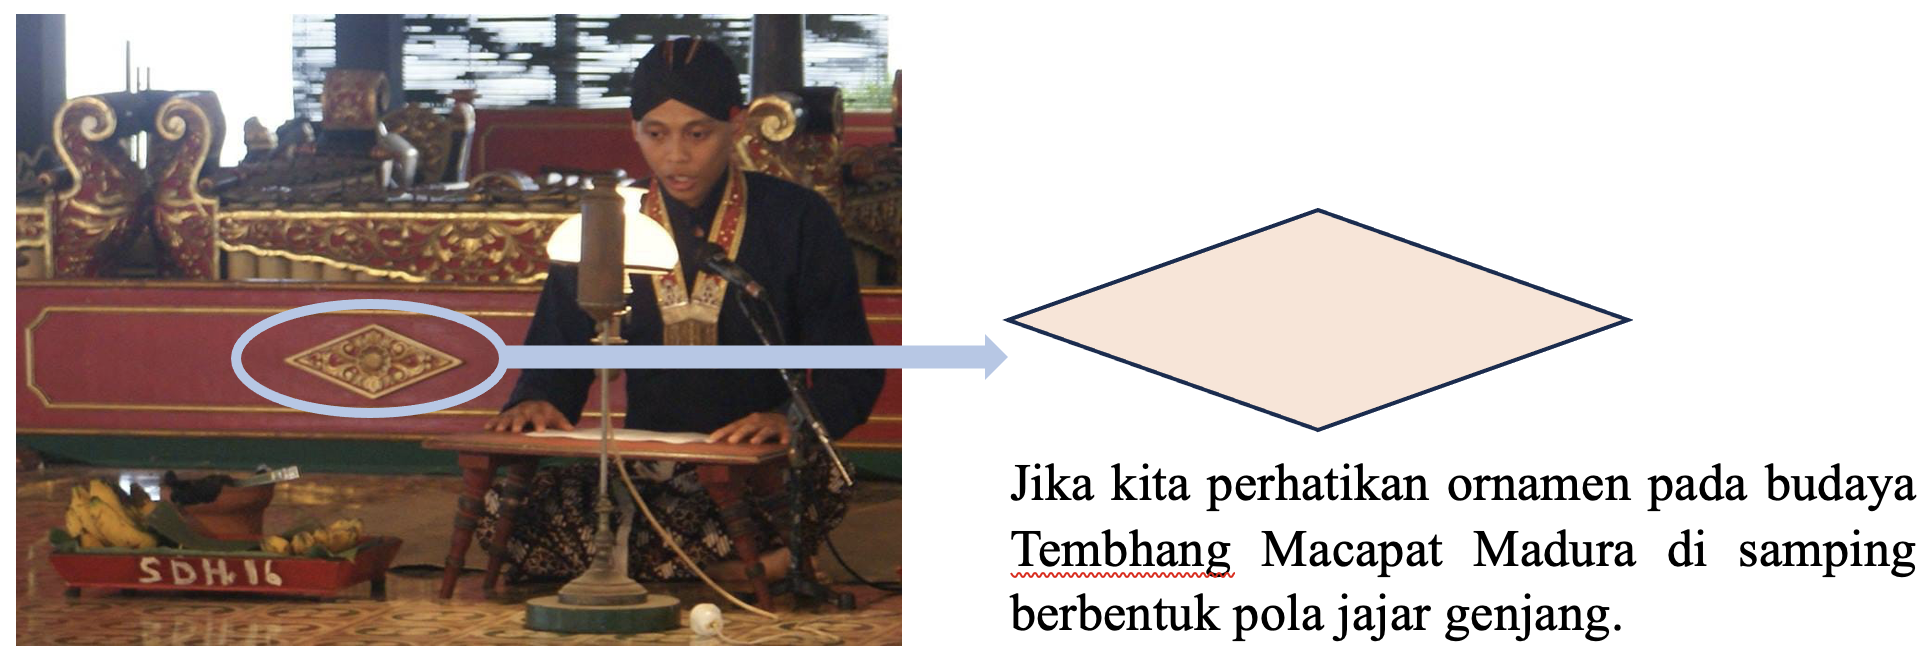 SDH.16
Jika kita perhatikan ornamen pada budaya
Tembhang Macapat Madura di samping
berbentuk pola jajar genjang.